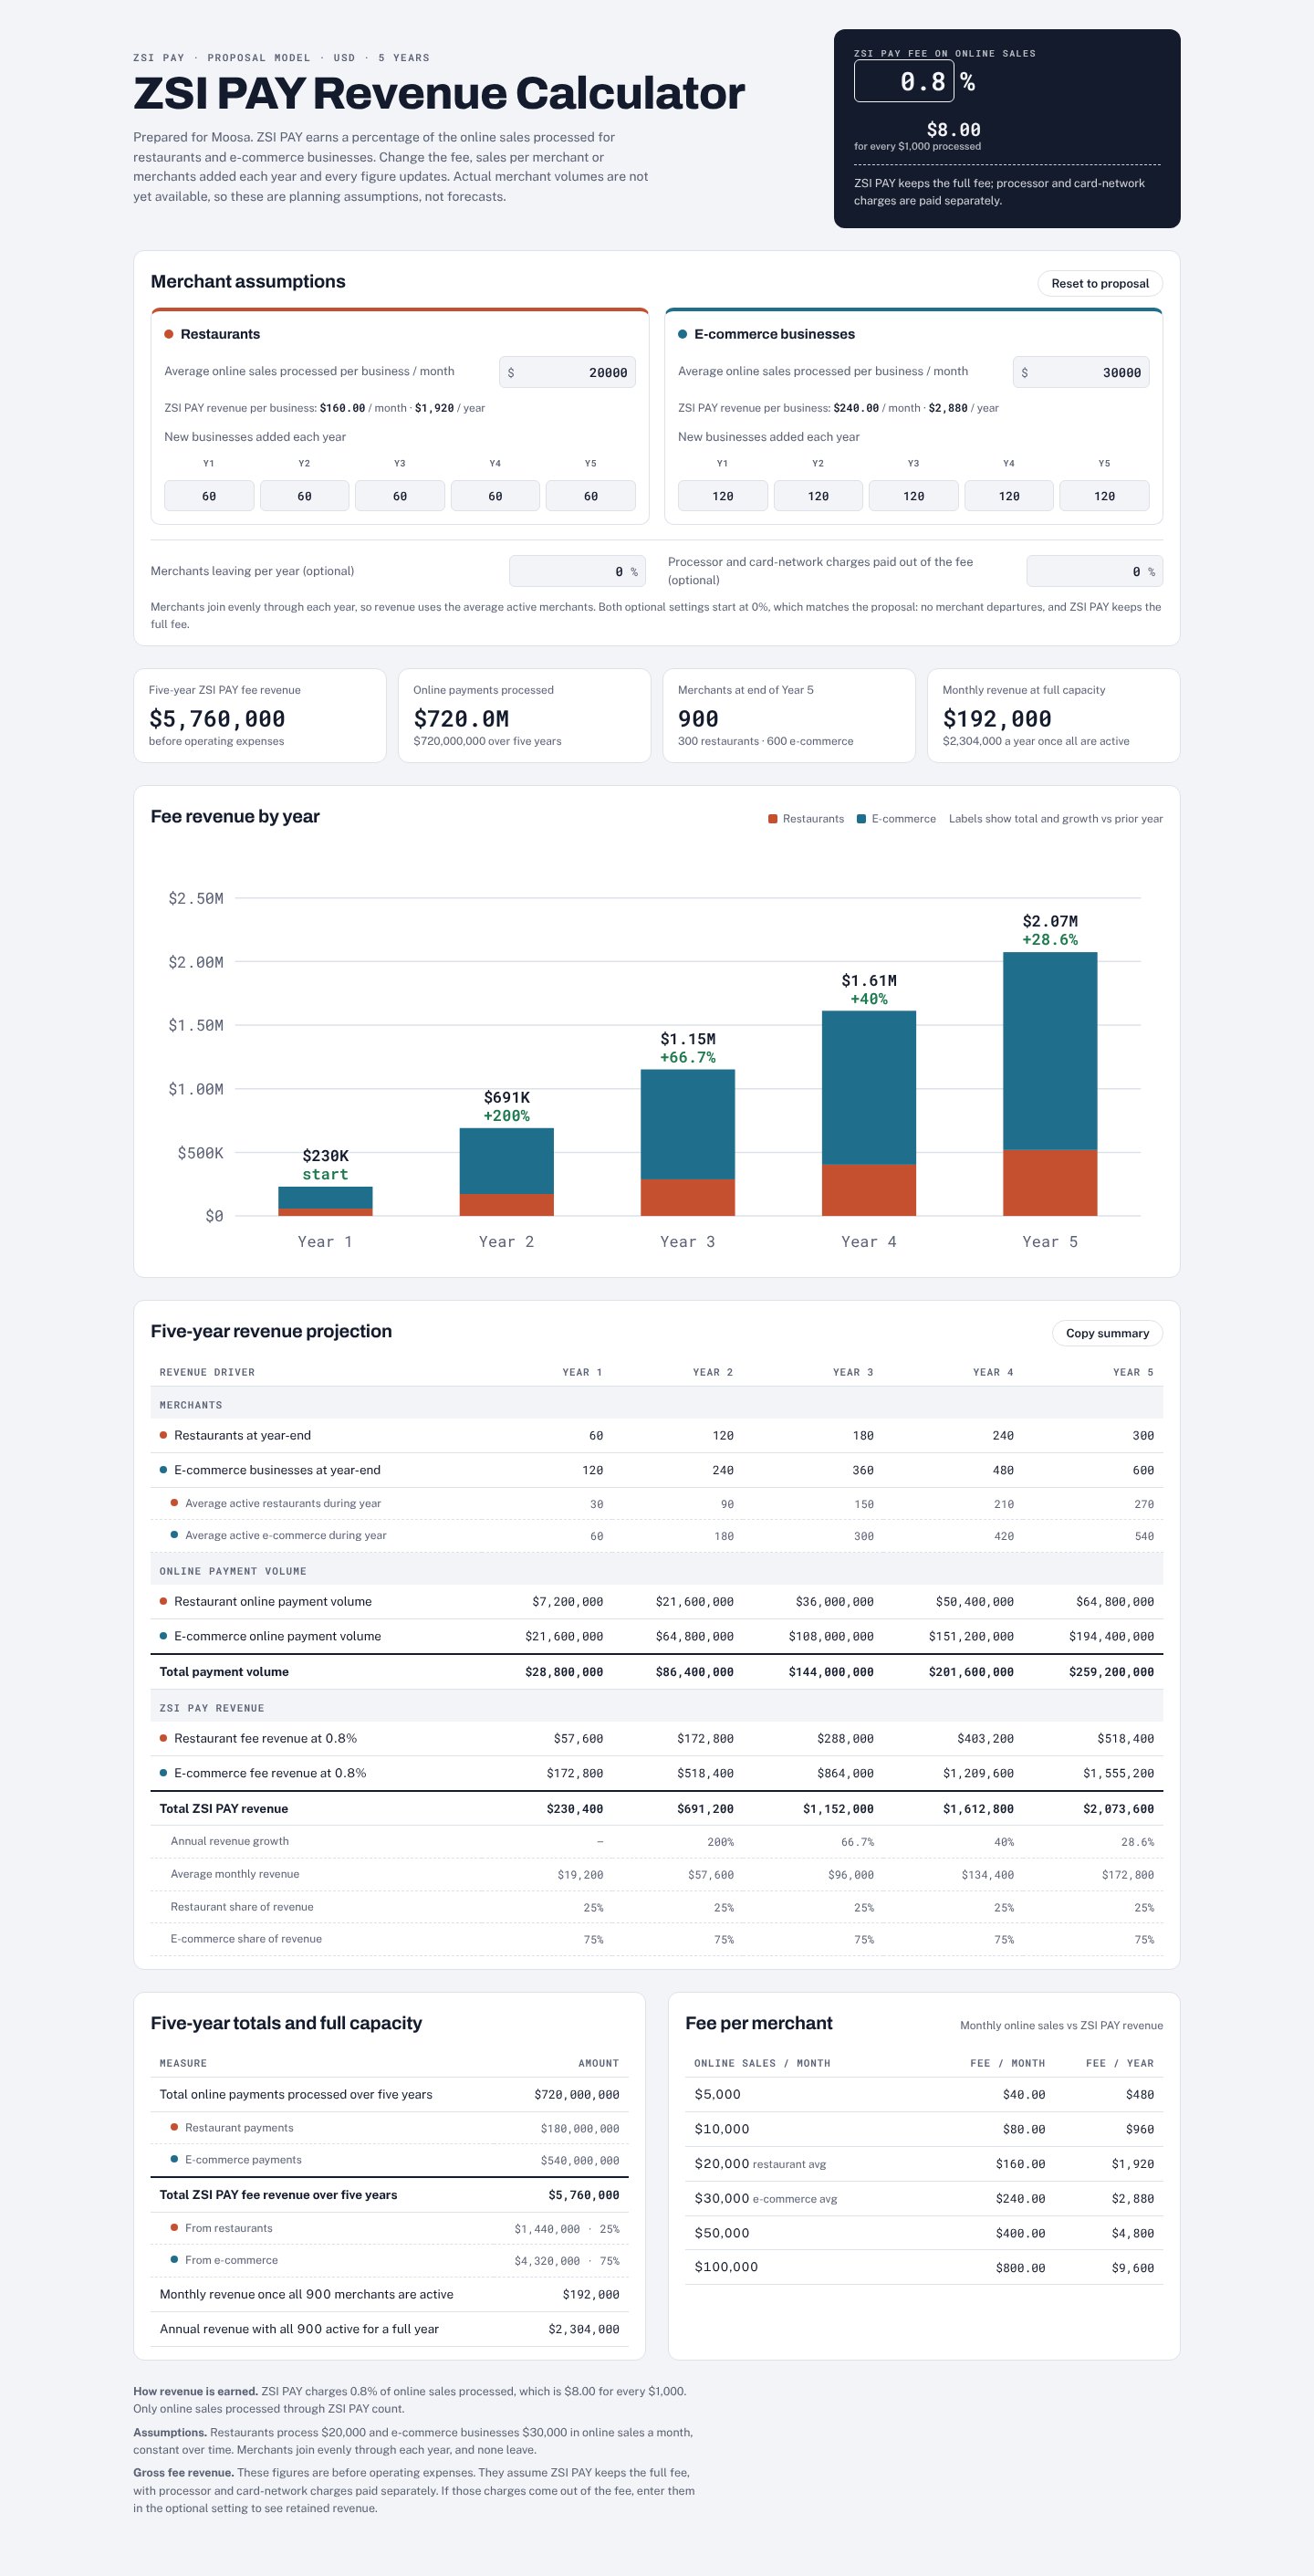 ZSI PAY · PROPOSAL MODEL · USD · 5 YEARS
ZSI PAY Revenue Calculator
Prepared for Moosa. ZSI PAY earns a percentage of the online sales processed for
restaurants and e-commerce businesses. Change the fee, sales per merchant or
merchants added each year and every figure updates. Actual merchant volumes are not
yet available, so these are planning assumptions, not forecasts.
ZSI PAY FEE ON ONLINE SALES
0.8 %
$8.00
for every $1,000 processed
ZSI PAY keeps the full fee; processor and card-network
charges are paid separately.
Merchant assumptions
Reset to proposal
Restaurants
Average online sales processed per business / month $ 20000
ZSI PAY revenue per business: $160.00 / month · $1,920 / year
New businesses added each year
Y1 Y2 Y3 Y4 Y5
60 60 60 60 60
E-commerce businesses
Average online sales processed per business / month $ 30000
ZSI PAY revenue per business: $240.00 / month · $2,880 / year
New businesses added each year
Y1 Y2 Y3 Y4 Y5
120 120 120 120 120
Merchants leaving per year (optional) 0 %
Processor and card-network charges paid out of the fee
(optional)
0 %
Merchants join evenly through each year, so revenue uses the average active merchants. Both optional settings start at 0%, which matches the proposal: no merchant departures, and ZSI PAY keeps the
full fee.
Five-year ZSI PAY fee revenue
$5,760,000
before operating expenses
Online payments processed
$720.0M
$720,000,000 over five years
Merchants at end of Year 5
900
300 restaurants · 600 e-commerce
Monthly revenue at full capacity
$192,000
$2,304,000 a year once all are active
Fee revenue by year
Restaurants E-commerce Labels show total and growth vs prior year
$2.50M
$2.00M
$1.50M
$1.00M
$500K
$0
$230K
start
$691K
+200%
$1.15M
+66.7%
$1.61M
+40%
$2.07M
+28.6%
Year 1 Year 2 Year 3 Year 4 Year 5
Five-year revenue projection
Copy summary
REVENUE DRIVER YEAR 1 YEAR 2 YEAR 3 YEAR 4 YEAR 5
MERCHANTS
Restaurants at year-end 60 120 180 240 300
E-commerce businesses at year-end 120 240 360 480 600
Average active restaurants during year 30 90 150 210 270
Average active e-commerce during year 60 180 300 420 540
ONLINE PAYMENT VOLUME
Restaurant online payment volume $7,200,000 $21,600,000 $36,000,000 $50,400,000 $64,800,000
E-commerce online payment volume $21,600,000 $64,800,000 $108,000,000 $151,200,000 $194,400,000
Total payment volume $28,800,000 $86,400,000 $144,000,000 $201,600,000 $259,200,000
ZSI PAY REVENUE
Restaurant fee revenue at 0.8% $57,600 $172,800 $288,000 $403,200 $518,400
E-commerce fee revenue at 0.8% $172,800 $518,400 $864,000 $1,209,600 $1,555,200
Total ZSI PAY revenue $230,400 $691,200 $1,152,000 $1,612,800 $2,073,600
Annual revenue growth — 200% 66.7% 40% 28.6%
Average monthly revenue $19,200 $57,600 $96,000 $134,400 $172,800
Restaurant share of revenue 25% 25% 25% 25% 25%
E-commerce share of revenue 75% 75% 75% 75% 75%
Five-year totals and full capacity
MEASURE AMOUNT
Total online payments processed over five years $720,000,000
Restaurant payments $180,000,000
E-commerce payments $540,000,000
Total ZSI PAY fee revenue over five years $5,760,000
From restaurants $1,440,000 · 25%
From e-commerce $4,320,000 · 75%
Monthly revenue once all 900 merchants are active $192,000
Annual revenue with all 900 active for a full year $2,304,000
Fee per merchant
Monthly online sales vs ZSI PAY revenue
ONLINE SALES / MONTH FEE / MONTH FEE / YEAR
$5,000 $40.00 $480
$10,000 $80.00 $960
$20,000 restaurant avg $160.00 $1,920
$30,000 e-commerce avg $240.00 $2,880
$50,000 $400.00 $4,800
$100,000 $800.00 $9,600
How revenue is earned. ZSI PAY charges 0.8% of online sales processed, which is $8.00 for every $1,000.
Only online sales processed through ZSI PAY count.
Assumptions. Restaurants process $20,000 and e-commerce businesses $30,000 in online sales a month,
constant over time. Merchants join evenly through each year, and none leave.
Gross fee revenue. These figures are before operating expenses. They assume ZSI PAY keeps the full fee,
with processor and card-network charges paid separately. If those charges come out of the fee, enter them
in the optional setting to see retained revenue.